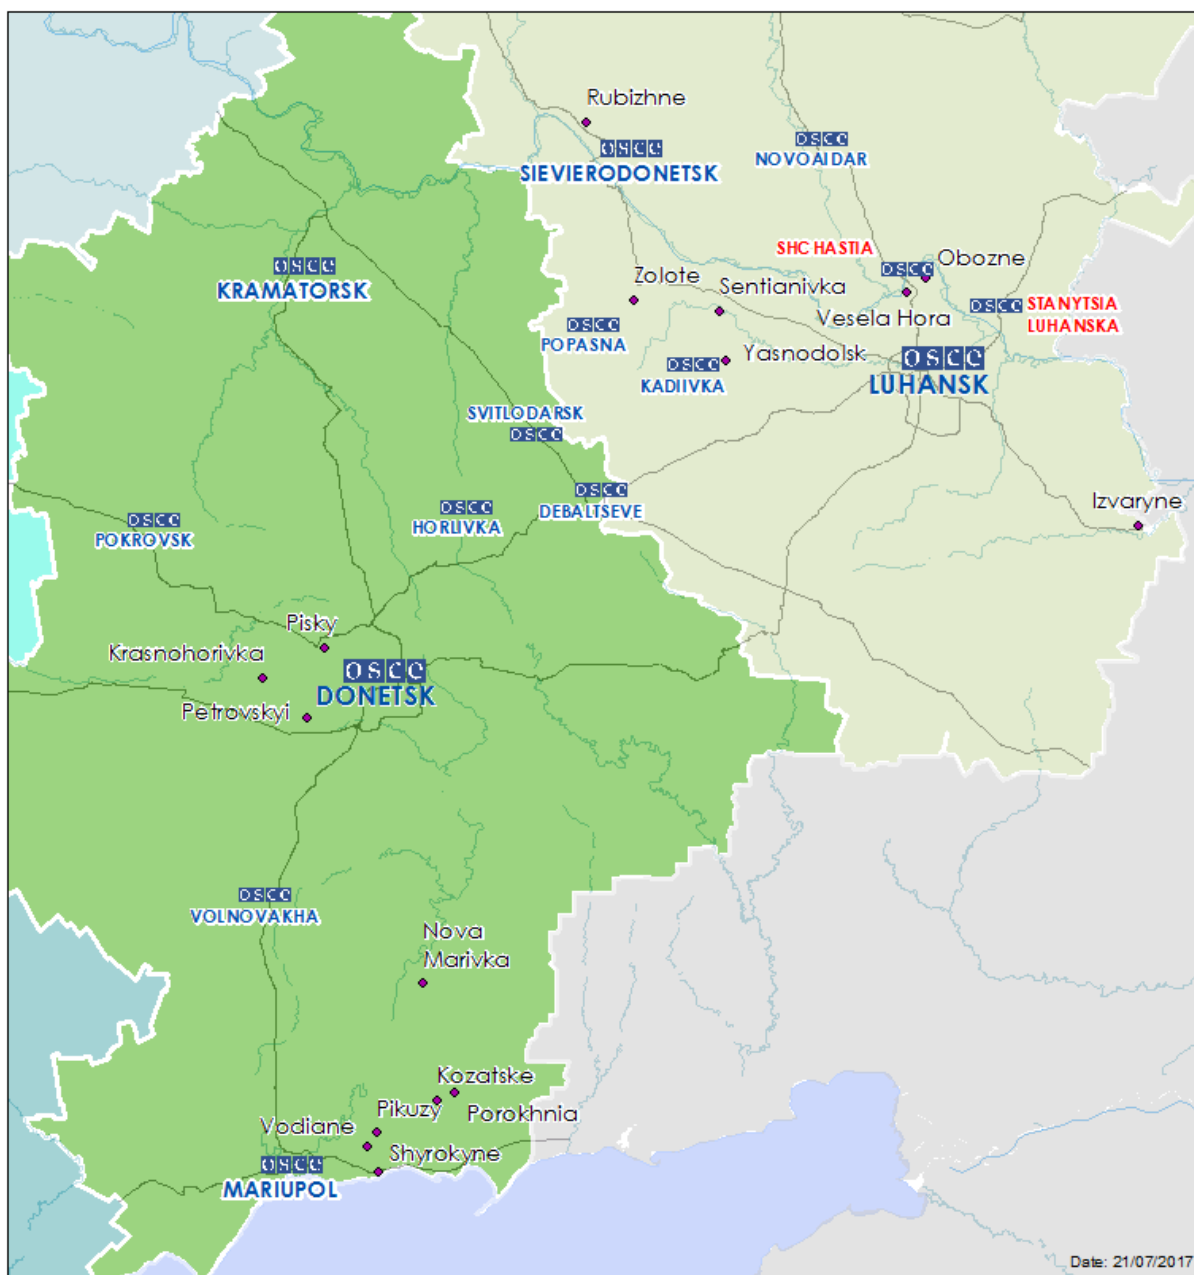 Rubizhne
OSCE
SIEVIERODONETSK
OSCE
NOVOAIDAR
SHCHASTIA
OSCE
Obozne
OSCE
KRAMATORSK
Zolote
Sentianivka
Vesela Hora
OSCE
STANYTSIA
LUHANSKA
OSCE
POPASNA
OSCE
KADIIVKA
Yasnodolsk
OSCE
LUHANSK
SVITLODARSK
OSCE
OSCE
DEBALTSEVE
OSCE
HORLIVKA
OSCE
POKROVSK
Izvaryne
Pisky
Krasnohorivka
OSCE
DONETSK
Petrovskyi
OSCE
VOLNOVAKHA
Nova
Marivka
Kozatske
Pikuzy
Porokhnia
Vodiane
Shyrokyne
OSCE
MARIUPOL
Date: 21/07/2017